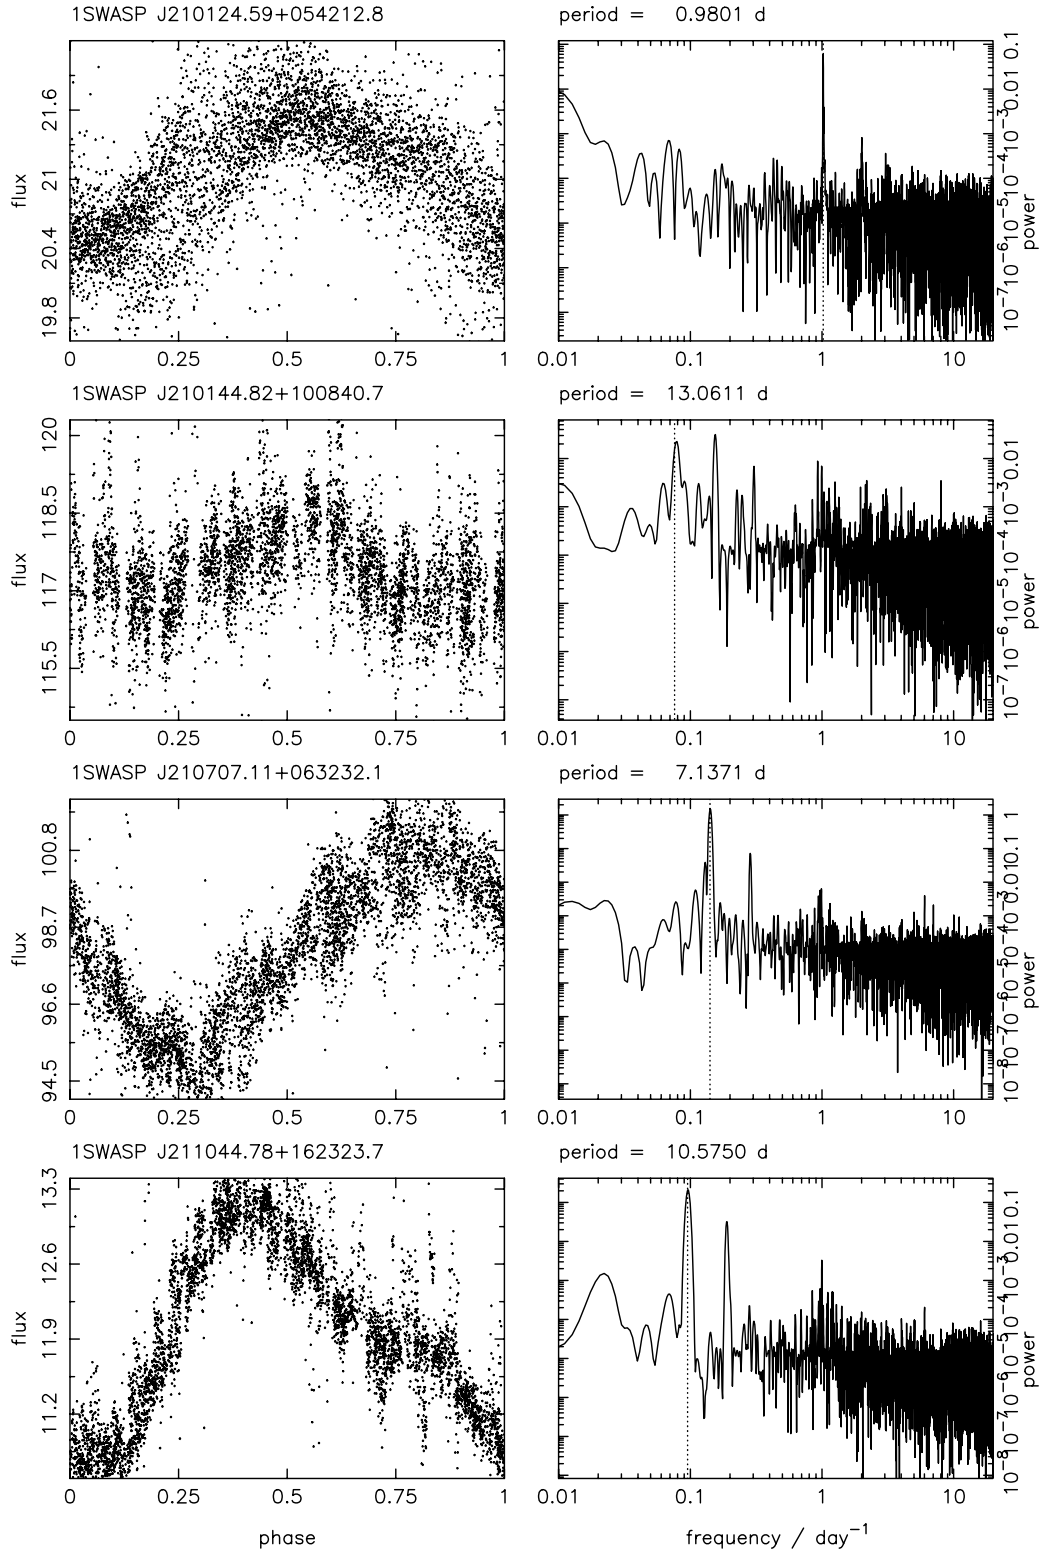 1SWASP J210124.59+054212.8
period = 0.9801 d
flux
19.8 20.4 21 21.6
0 0.25 0.5 0.75 1
0.01 0.1 1 10
10⁻⁷ 10⁻⁶ 10⁻⁵ 10⁻⁴ 10⁻³ 0.01 0.1
power
1SWASP J210144.82+100840.7
period = 13.0611 d
flux
115.5 117 118.5 120
0 0.25 0.5 0.75 1
0.01 0.1 1 10
10⁻⁷ 10⁻⁶ 10⁻⁵ 10⁻⁴ 10⁻³ 0.01
power
1SWASP J210707.11+063232.1
period = 7.1371 d
flux
94.5 96.6 98.7 100.8
0 0.25 0.5 0.75 1
0.01 0.1 1 10
10⁻⁸ 10⁻⁷ 10⁻⁶ 10⁻⁵ 10⁻⁴ 10⁻³ 0.01 0.1 1
power
1SWASP J211044.78+162323.7
period = 10.5750 d
flux
11.2 11.9 12.6 13.3
0 0.25 0.5 0.75 1
0.01 0.1 1 10
10⁻⁸ 10⁻⁷ 10⁻⁶ 10⁻⁵ 10⁻⁴ 10⁻³ 0.01 0.1
power
phase
frequency / day⁻¹